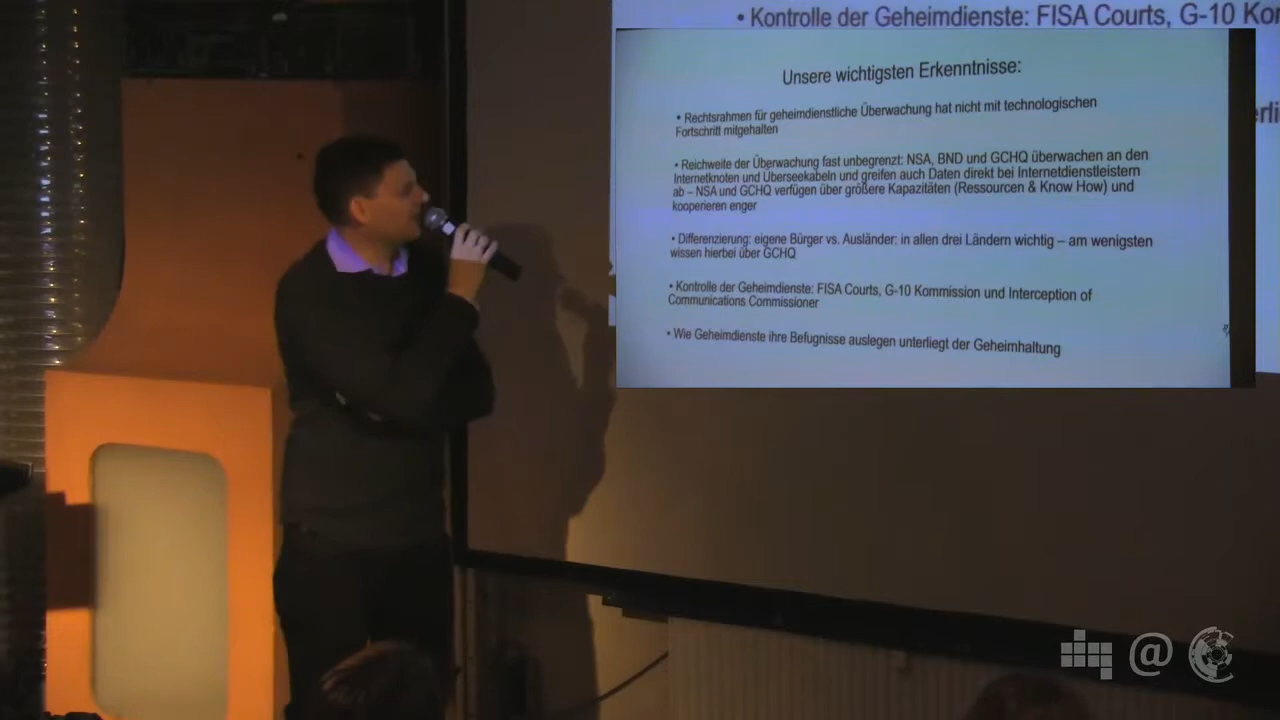 • Kontrolle der Geheimdienste: FISA Courts, G-10 Kor
Unsere wichtigsten Erkenntnisse:
• Rechtsrahmen für geheimdienstliche Überwachung hat nicht mit technologischen
Fortschritt mitgehalten
• Reichweite der Überwachung fast unbegrenzt: NSA, BND und GCHQ überwachen an den
Internetknoten und Überseekabeln und greifen auch Daten direkt bei Internetdienstleistern
ab – NSA und GCHQ verfügen über größere Kapazitäten (Ressourcen & Know How) und
kooperieren enger
• Differenzierung: eigene Bürger vs. Ausländer: in allen drei Ländern wichtig – am wenigsten
wissen hierbei über GCHQ
• Kontrolle der Geheimdienste: FISA Courts, G-10 Kommission und Interception of
Communications Commissioner
• Wie Geheimdienste ihre Befugnisse auslegen unterliegt der Geheimhaltung
@